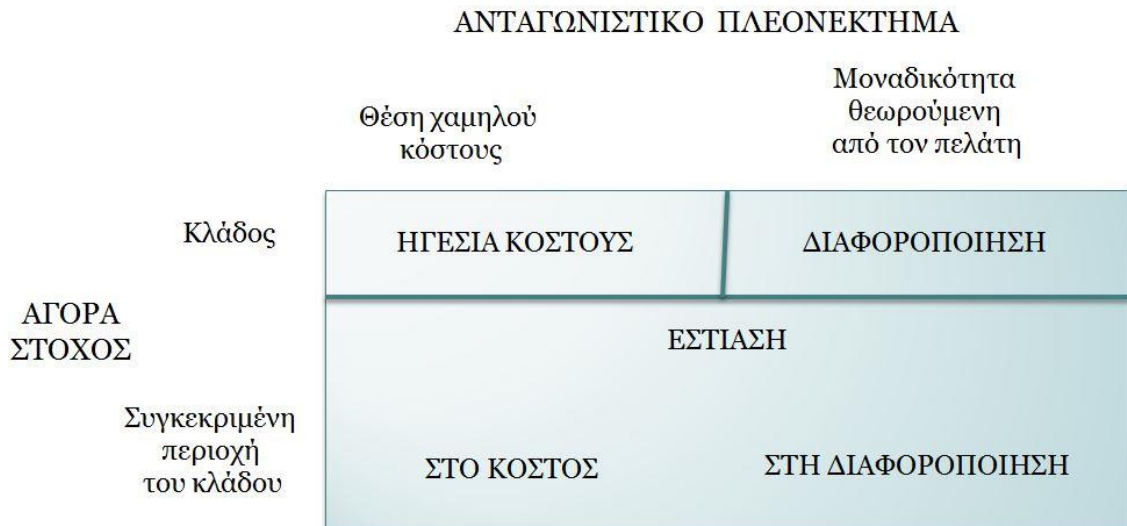 ΑΝΤΑΓΩΝΙΣΤΙΚΟ ΠΛΕΟΝΕΚΤΗΜΑ
Θέση χαμηλού
κόστους
Μοναδικότητα
θεωρούμενη
από τον πελάτη
Κλάδος
ΗΓΕΣΙΑ ΚΟΣΤΟΥΣ
ΔΙΑΦΟΡΟΠΟΙΗΣΗ
ΑΓΟΡΑ
ΣΤΟΧΟΣ
ΕΣΤΙΑΣΗ
Συγκεκριμένη
περιοχή
του κλάδου
ΣΤΟ ΚΟΣΤΟΣ
ΣΤΗ ΔΙΑΦΟΡΟΠΟΙΗΣΗ